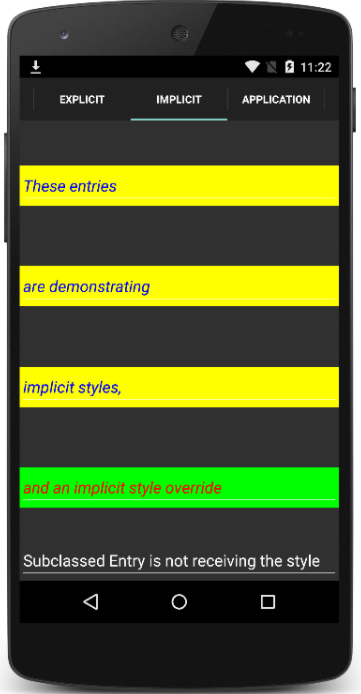 11:22
EXPLICIT IMPLICIT APPLICATION
These entries
are demonstrating
implicit styles,
and an implicit style override
Subclassed Entry is not receiving the style